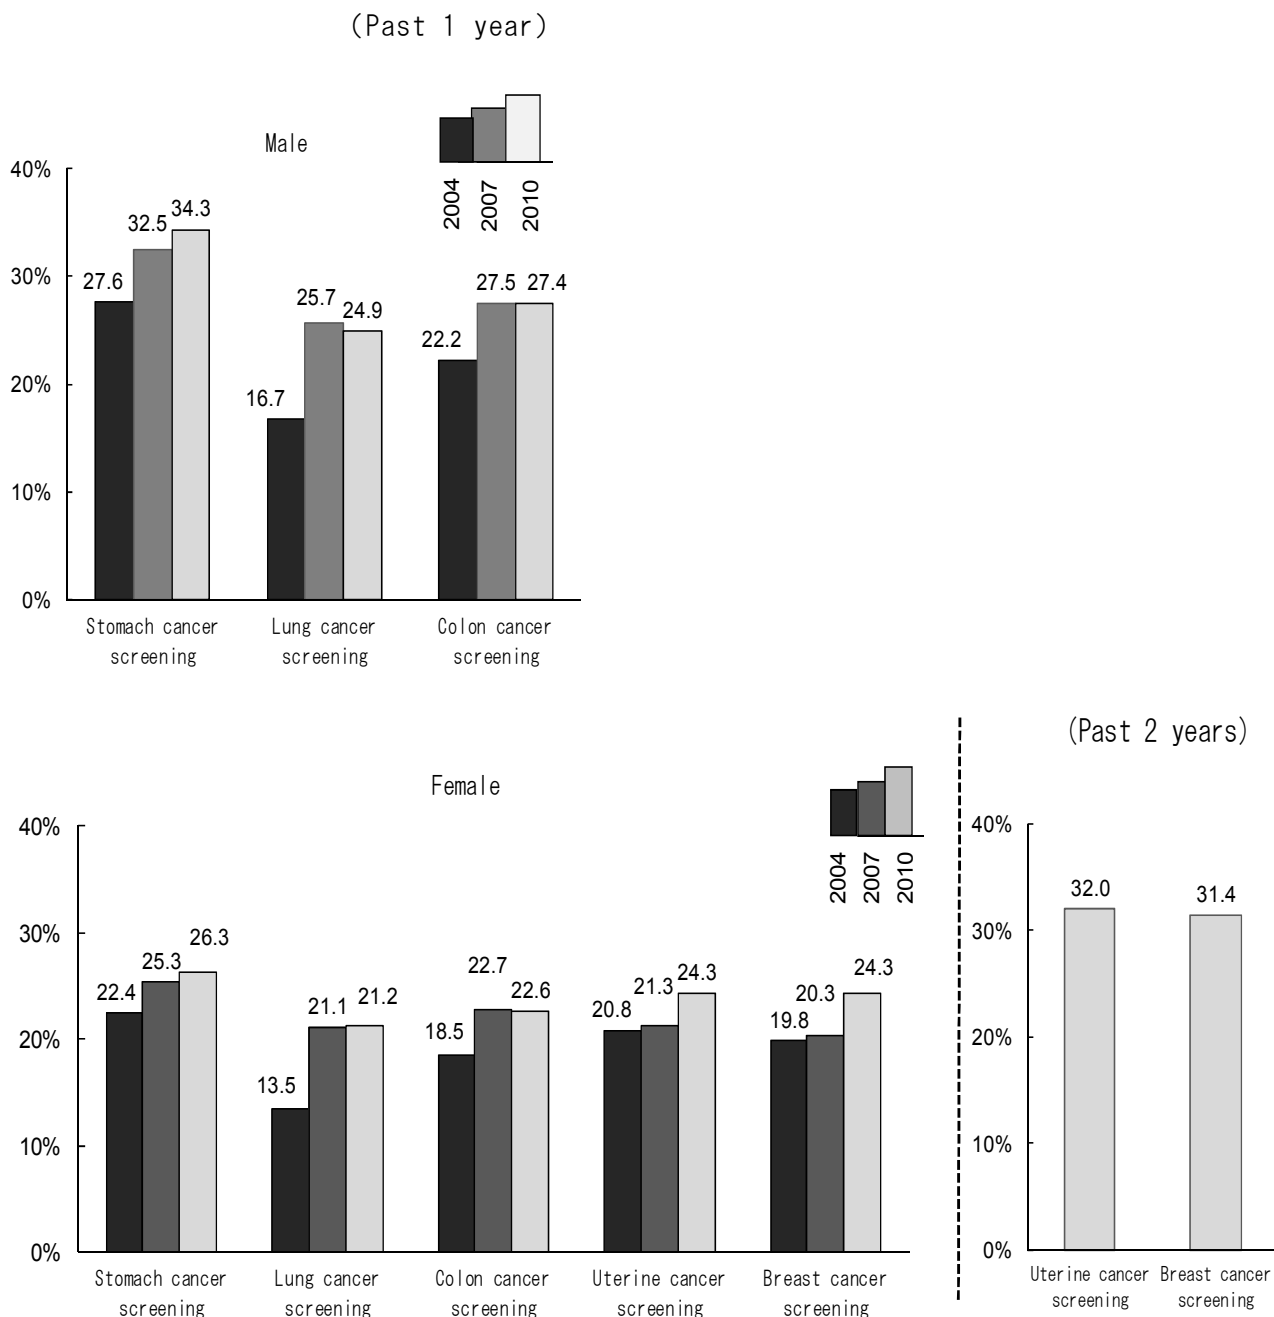 (Past 1 year)
Male
2004
2007
2010
40%
30%
20%
10%
0%
27.6
32.5
34.3
16.7
25.7
24.9
22.2
27.5
27.4
Stomach cancer
screening
Lung cancer
screening
Colon cancer
screening
Female
2004
2007
2010
40%
30%
20%
10%
0%
22.4
25.3
26.3
13.5
21.1
21.2
18.5
22.7
22.6
20.8
21.3
24.3
19.8
20.3
24.3
Stomach cancer
screening
Lung cancer
screening
Colon cancer
screening
Uterine cancer
screening
Breast cancer
screening
(Past 2 years)
40%
30%
20%
10%
0%
32.0
31.4
Uterine cancer
screening
Breast cancer
screening